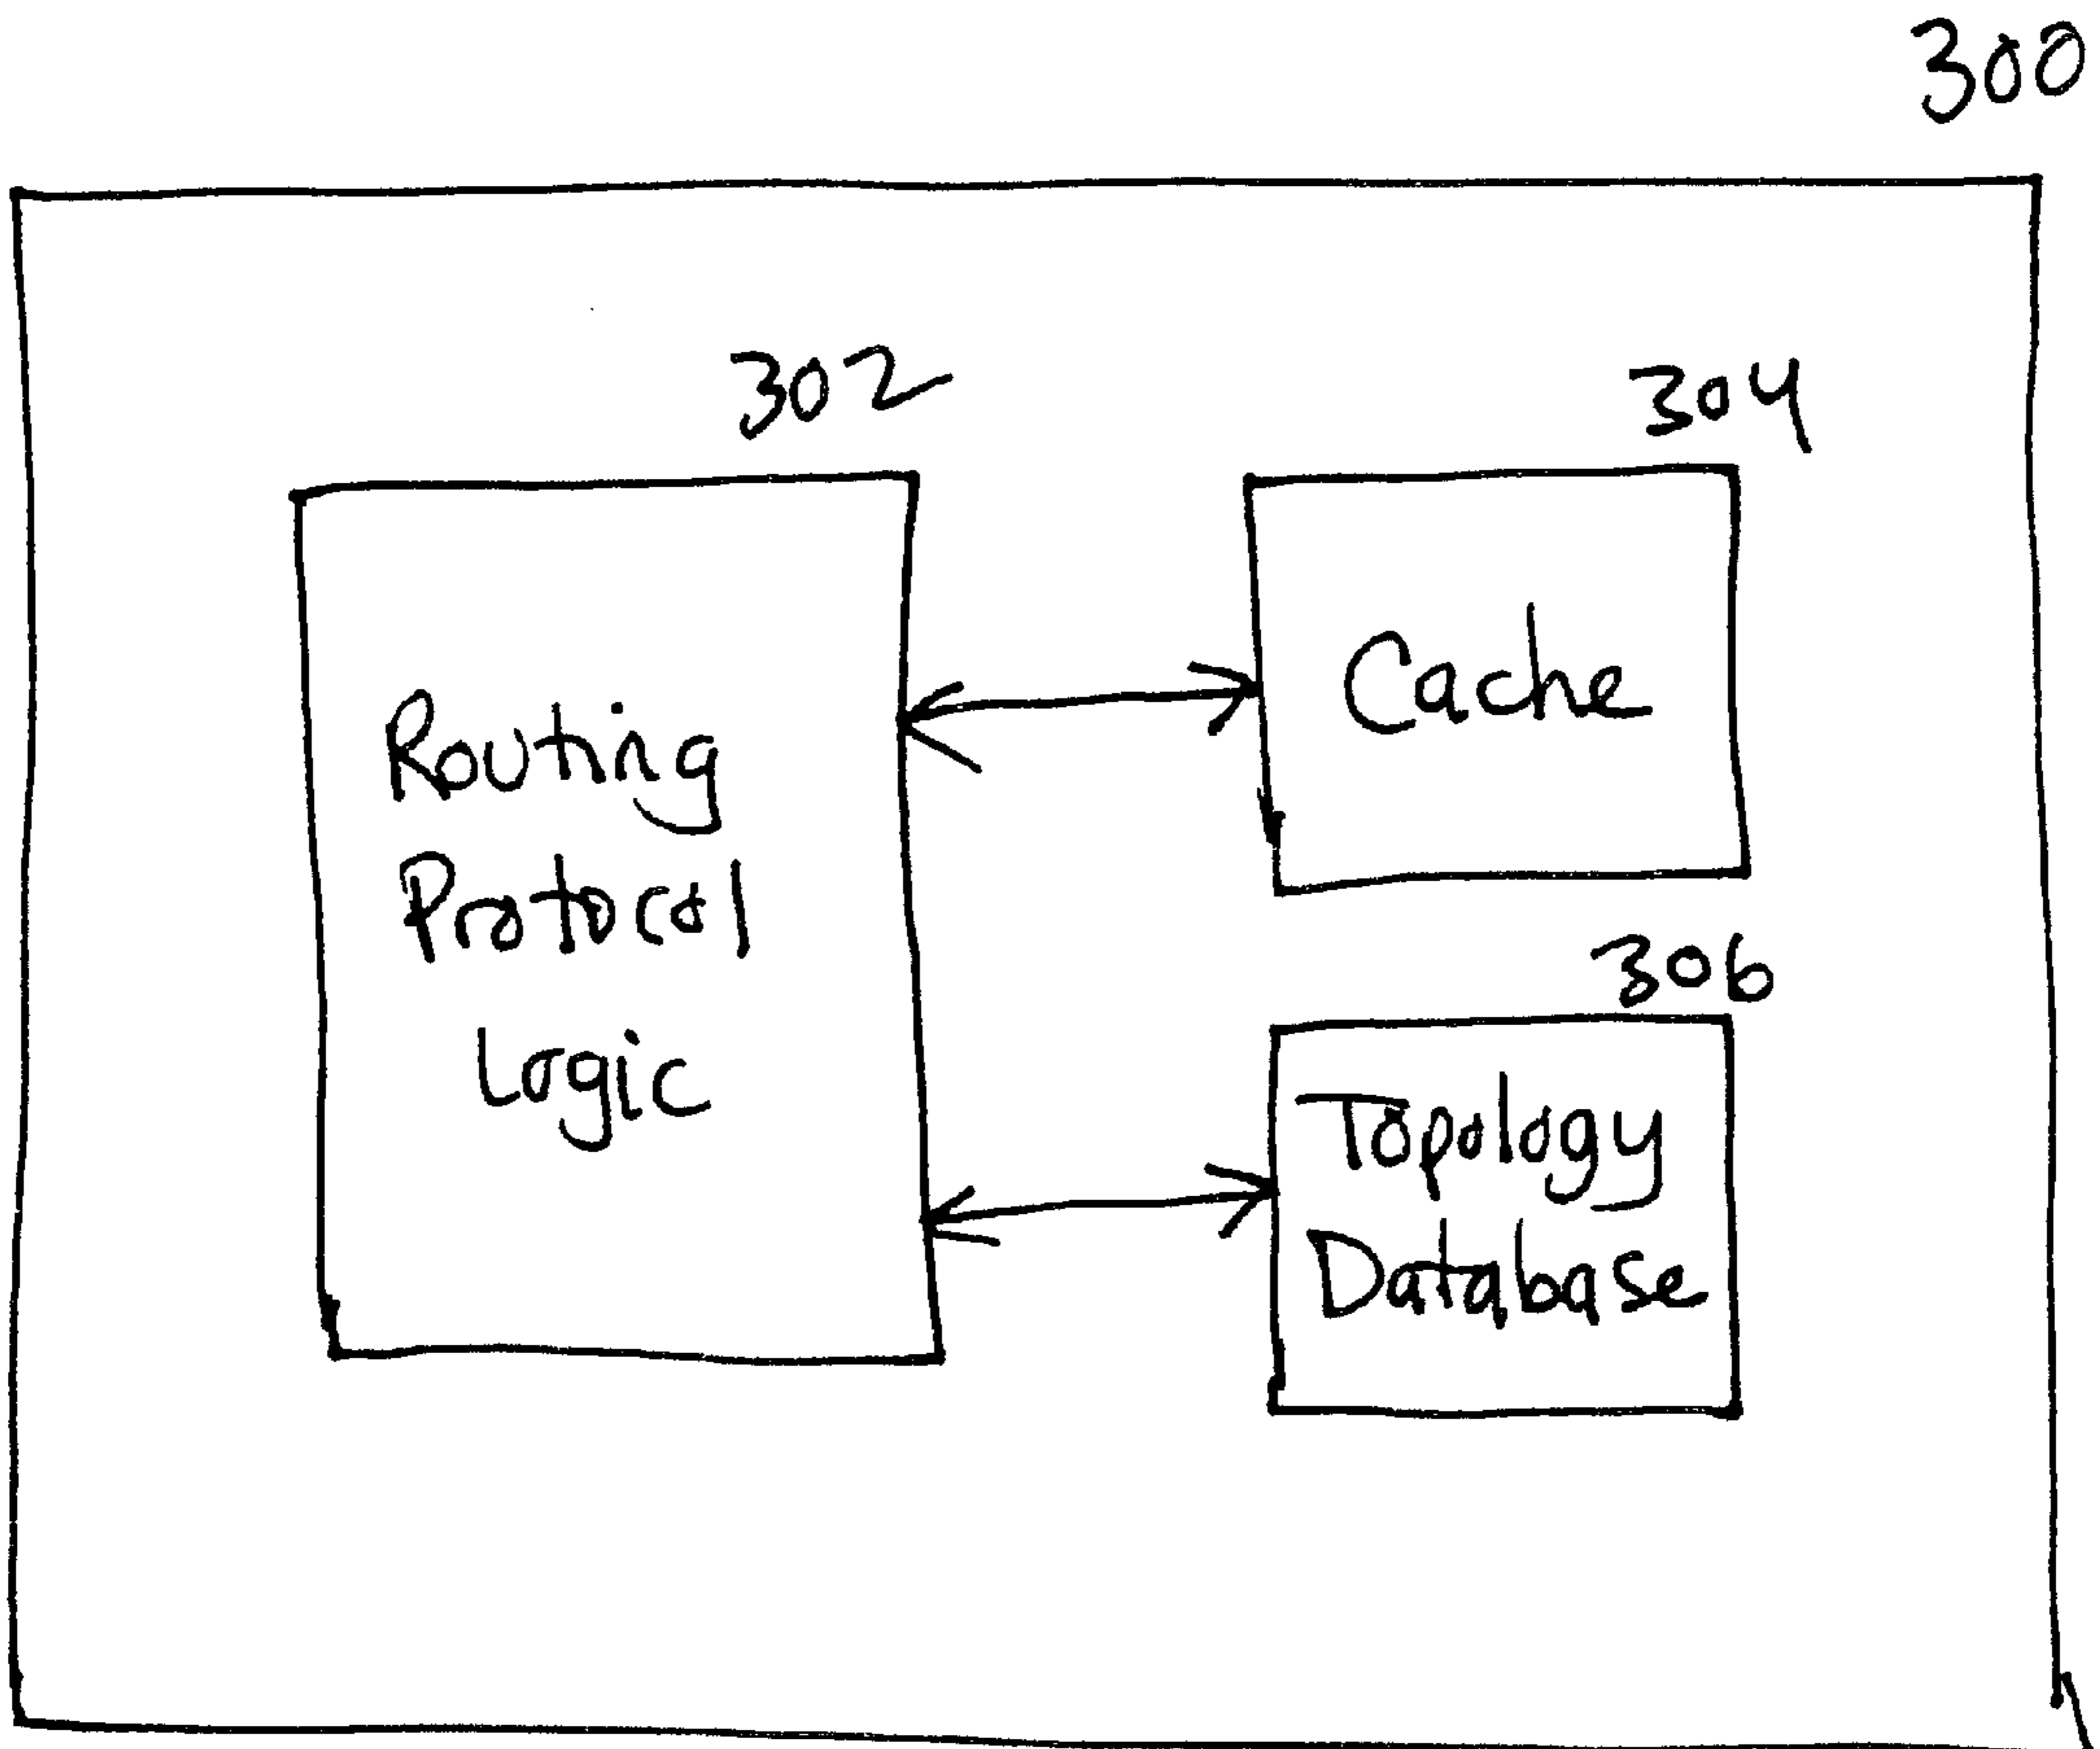 300
302
304
Routing
Protocol
Logic
Cache
306
Topology
Database